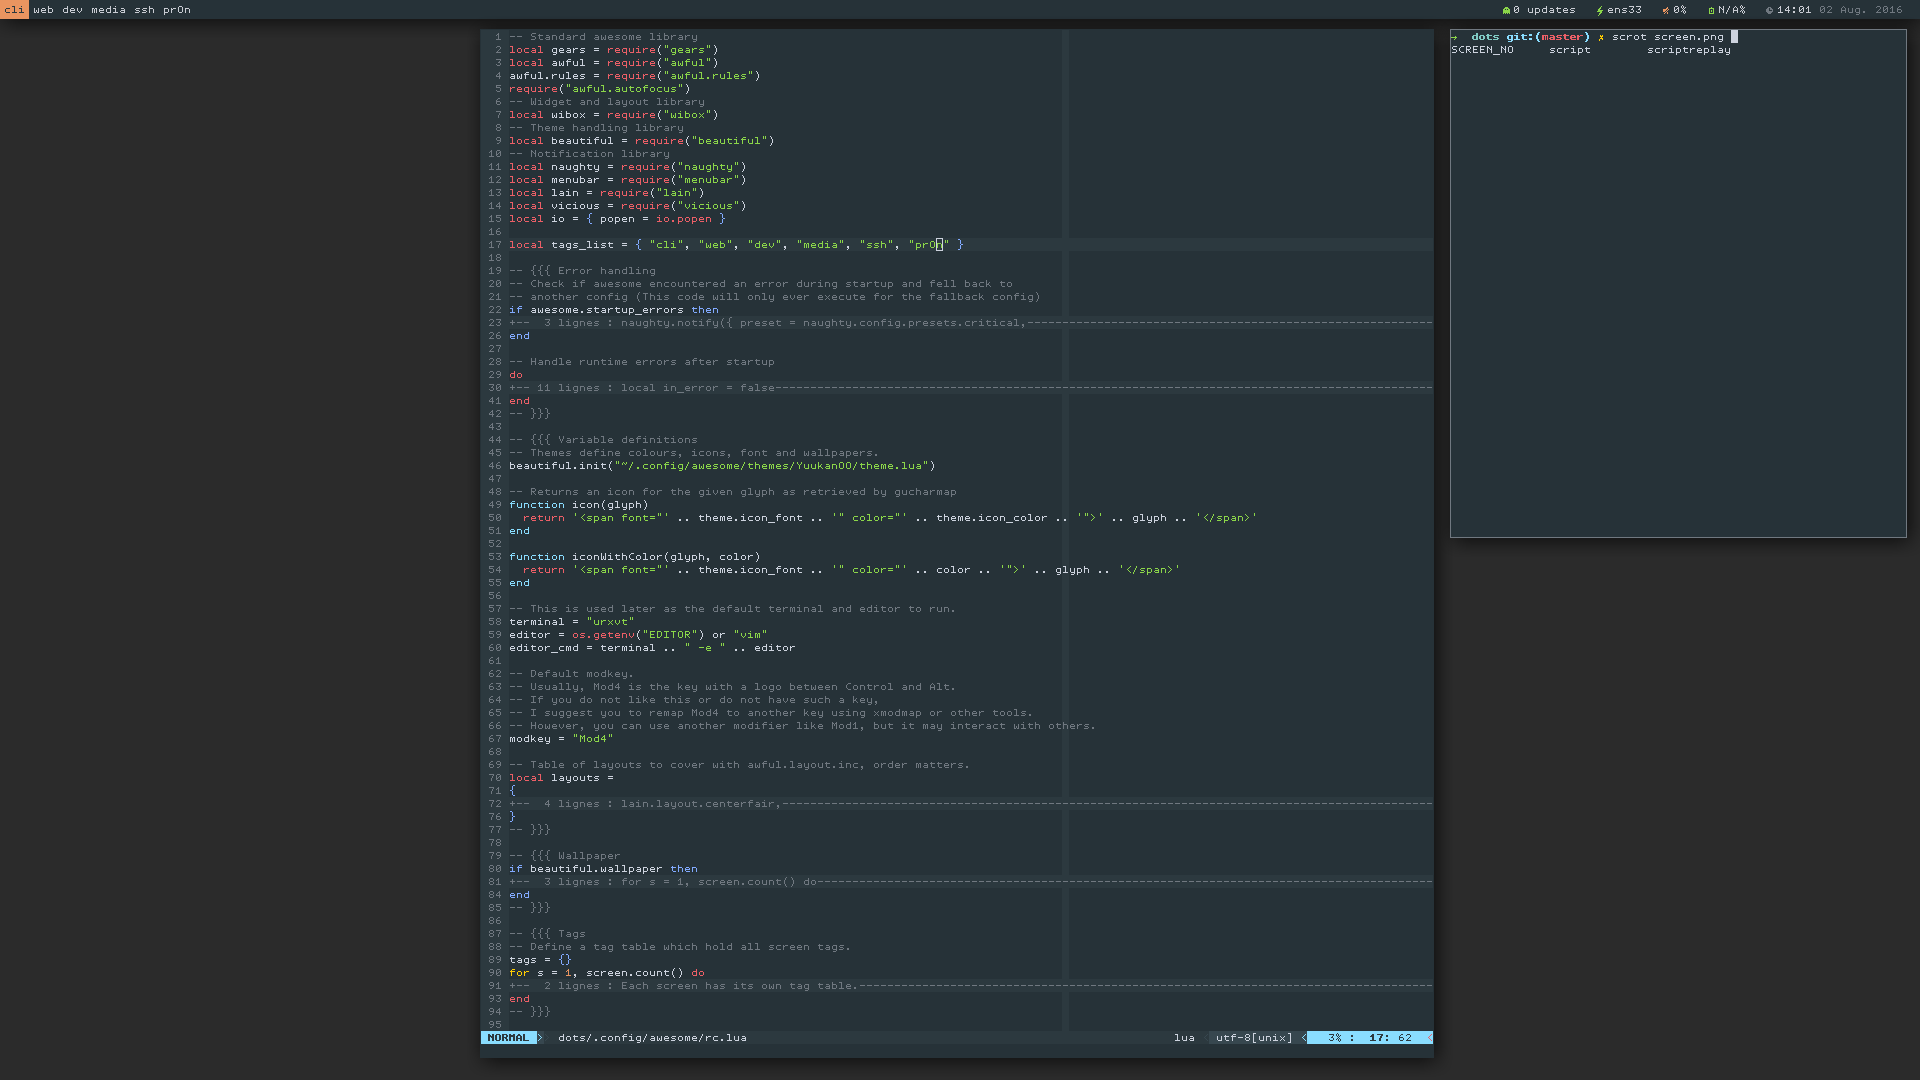 cli web dev media ssh pr0n
0 updates ens33 0% N/A% 14:01 02 Aug. 2016
1 -- Standard awesome library
2 local gears = require("gears")
3 local awful = require("awful")
4 awful.rules = require("awful.rules")
5 require("awful.autofocus")
6 -- Widget and layout library
7 local wibox = require("wibox")
8 -- Theme handling library
9 local beautiful = require("beautiful")
10 -- Notification library
11 local naughty = require("naughty")
12 local menubar = require("menubar")
13 local lain = require("lain")
14 local vicious = require("vicious")
15 local io = { popen = io.popen }
16
17 local tags_list = { "cli", "web", "dev", "media", "ssh", "pr0n" }
18
19 -- {{{ Error handling
20 -- Check if awesome encountered an error during startup and fell back to
21 -- another config (This code will only ever execute for the fallback config)
22 if awesome.startup_errors then
23 +--  3 lignes : naughty.notify({ preset = naughty.config.presets.critical,----------
26 end
27
28 -- Handle runtime errors after startup
29 do
30 +-- 11 lignes : local in_error = false----------
41 end
42 -- }}}
43
44 -- {{{ Variable definitions
45 -- Themes define colours, icons, font and wallpapers.
46 beautiful.init("~/.config/awesome/themes/Yuukan00/theme.lua")
47
48 -- Returns an icon for the given glyph as retrieved by gucharmap
49 function icon(glyph)
50   return '<span font="' .. theme.icon_font .. '" color="' .. theme.icon_color .. '">' .. glyph .. '</span>'
51 end
52
53 function iconWithColor(glyph, color)
54   return '<span font="' .. theme.icon_font .. '" color="' .. color .. '">' .. glyph .. '</span>'
55 end
56
57 -- This is used later as the default terminal and editor to run.
58 terminal = "urxvt"
59 editor = os.getenv("EDITOR") or "vim"
60 editor_cmd = terminal .. " -e " .. editor
61
62 -- Default modkey.
63 -- Usually, Mod4 is the key with a logo between Control and Alt.
64 -- If you do not like this or do not have such a key,
65 -- I suggest you to remap Mod4 to another key using xmodmap or other tools.
66 -- However, you can use another modifier like Mod1, but it may interact with others.
67 modkey = "Mod4"
68
69 -- Table of layouts to cover with awful.layout.inc, order matters.
70 local layouts =
71 {
72 +--  4 lignes : lain.layout.centerfair,----------
76 }
77 -- }}}
78
79 -- {{{ Wallpaper
80 if beautiful.wallpaper then
81 +--  3 lignes : for s = 1, screen.count() do----------
84 end
85 -- }}}
86
87 -- {{{ Tags
88 -- Define a tag table which hold all screen tags.
89 tags = {}
90 for s = 1, screen.count() do
91 +--  2 lignes : Each screen has its own tag table.----------
93 end
94 -- }}}
95
NORMAL dots/.config/awesome/rc.lua lua utf-8[unix] 3% : 17: 62
→ dots git:(master) ✗ scrot screen.png
SCREEN_NO script scriptreplay